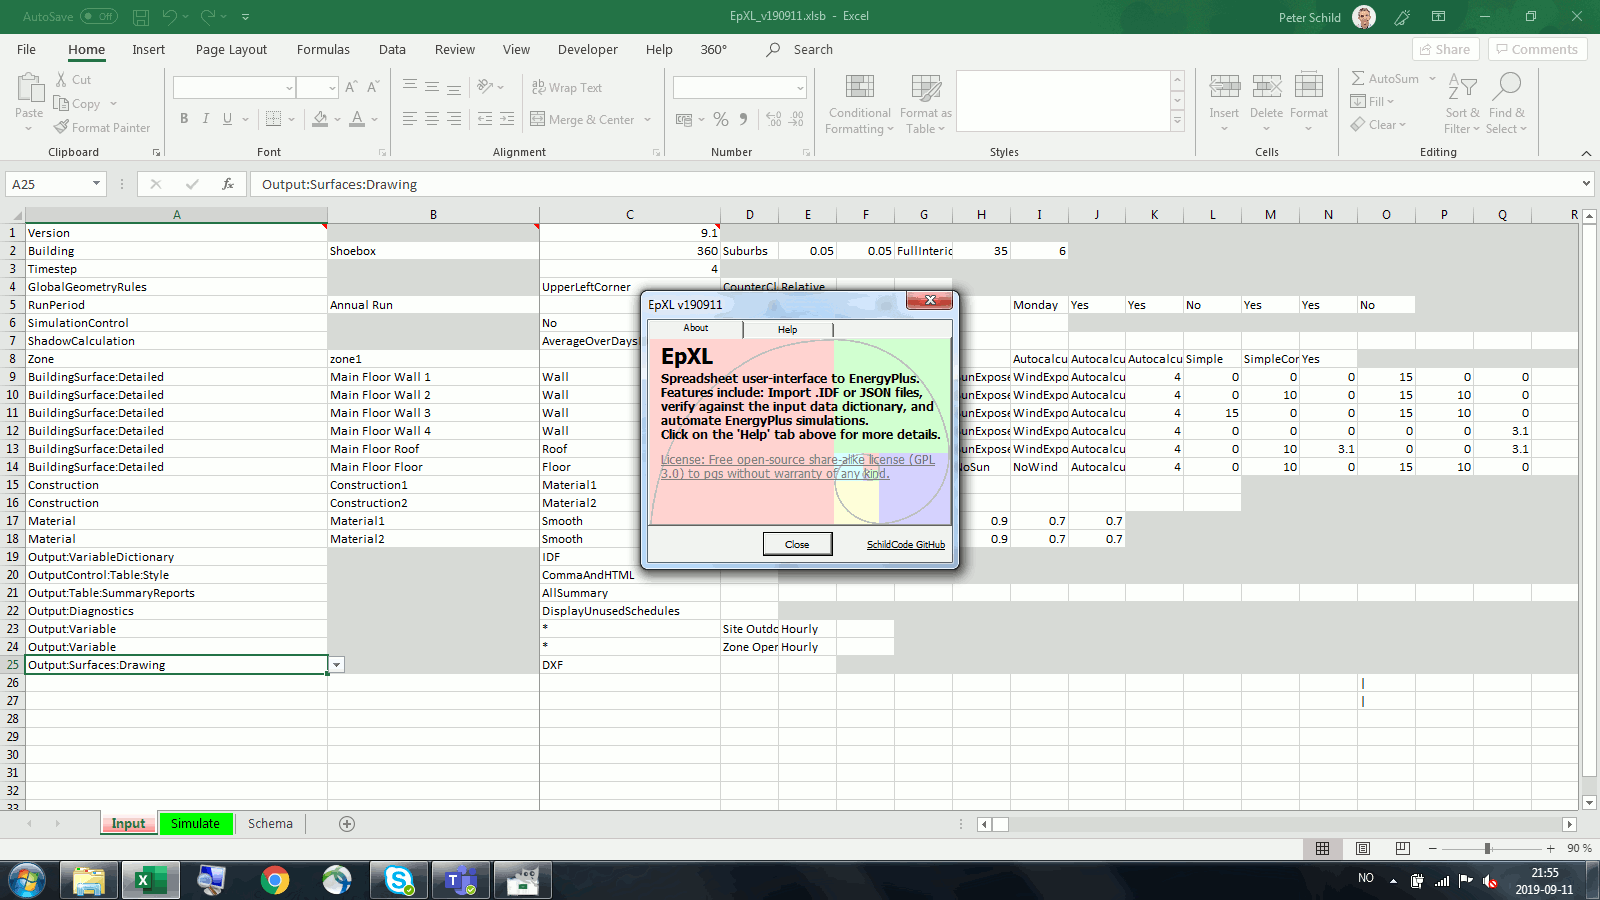 AutoSave Off EpXL_v190911.xlsb - Excel Peter Schild
File Home Insert Page Layout Formulas Data Review View Developer Help 360° Search Share Comments
Cut
Copy
Format Painter
Paste
Clipboard
B I U A
Font
ab Wrap Text
Merge & Center
Alignment
% 9
Number
Conditional Formatting
Format as Table
Styles
Insert Delete Format
Cells
AutoSum
Fill
Clear
Sort & Filter
Find & Select
Editing
A25 fx Output:Surfaces:Drawing
A B C D E F G H I J K L M N O P Q R
1 Version 9.1
2 Building Shoebox 360 Suburbs 0.05 0.05 FullInteric 35 6
3 Timestep 4
4 GlobalGeometryRules UpperLeftCorner CounterCl Relative
5 RunPeriod Annual Run Monday Yes Yes No Yes Yes No
6 SimulationControl No
7 ShadowCalculation AverageOverDays
8 Zone zone1 Autocalcu Autocalcu Autocalcu Simple SimpleCor Yes
9 BuildingSurface:Detailed Main Floor Wall 1 Wall SunExpose WindExpo Autocalcu 4 0 0 0 15 0 0
10 BuildingSurface:Detailed Main Floor Wall 2 Wall SunExpose WindExpo Autocalcu 4 0 10 0 15 10 0
11 BuildingSurface:Detailed Main Floor Wall 3 Wall SunExpose WindExpo Autocalcu 4 15 0 0 15 10 0
12 BuildingSurface:Detailed Main Floor Wall 4 Wall SunExpose WindExpo Autocalcu 4 0 0 0 0 0 3.1
13 BuildingSurface:Detailed Main Floor Roof Roof SunExpose WindExpo Autocalcu 4 0 10 3.1 0 0 3.1
14 BuildingSurface:Detailed Main Floor Floor Floor NoSun NoWind Autocalcu 4 0 10 0 15 10 0
15 Construction Construction1 Material1
16 Construction Construction2 Material2
17 Material Material1 Smooth 0.9 0.7 0.7
18 Material Material2 Smooth 0.9 0.7 0.7
19 Output:VariableDictionary IDF
20 OutputControl:Table:Style CommaAndHTML
21 Output:Table:SummaryReports AllSummary
22 Output:Diagnostics DisplayUnusedSchedules
23 Output:Variable * Site Outdo Hourly
24 Output:Variable * Zone Oper Hourly
25 Output:Surfaces:Drawing DXF
26
27
28
29
30
31
32
33
EpXL v190911
About Help
EpXL
Spreadsheet user-interface to EnergyPlus.
Features include: Import .IDF or JSON files,
verify against the input data dictionary, and
automate EnergyPlus simulations.
Click on the 'Help' tab above for more details.
License: Free open-source share-alike license (GPL
3.0) to pgs without warranty of any kind.
Close SchildCode GitHub
Input Simulate Schema
90 %
NO 21:55
2019-09-11